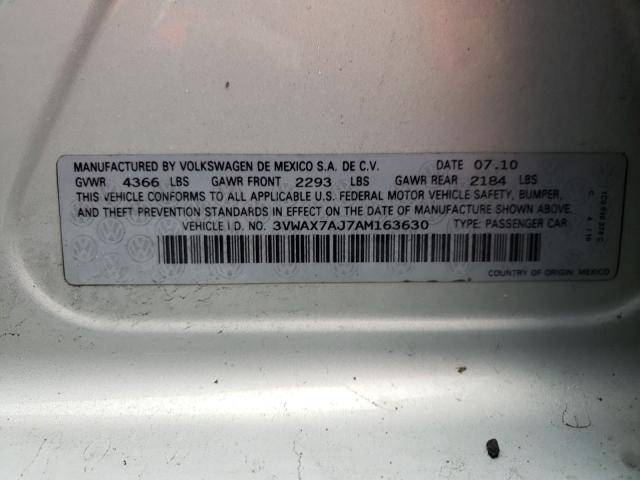 MANUFACTURED BY VOLKSWAGEN DE MEXICO S.A. DE C.V. DATE 07.10
GVWR 4366 LBS GAWR FRONT 2293 LBS GAWR REAR 2184 LBS
THIS VEHICLE CONFORMS TO ALL APPLICABLE U.S. FEDERAL MOTOR VEHICLE SAFETY, BUMPER,
AND THEFT PREVENTION STANDARDS IN EFFECT ON THE DATE OF MANUFACTURE SHOWN ABOVE.
VEHICLE I.D. NO. 3VWAX7AJ7AM163630 TYPE: PASSENGER CAR
COUNTRY OF ORIGIN: MEXICO